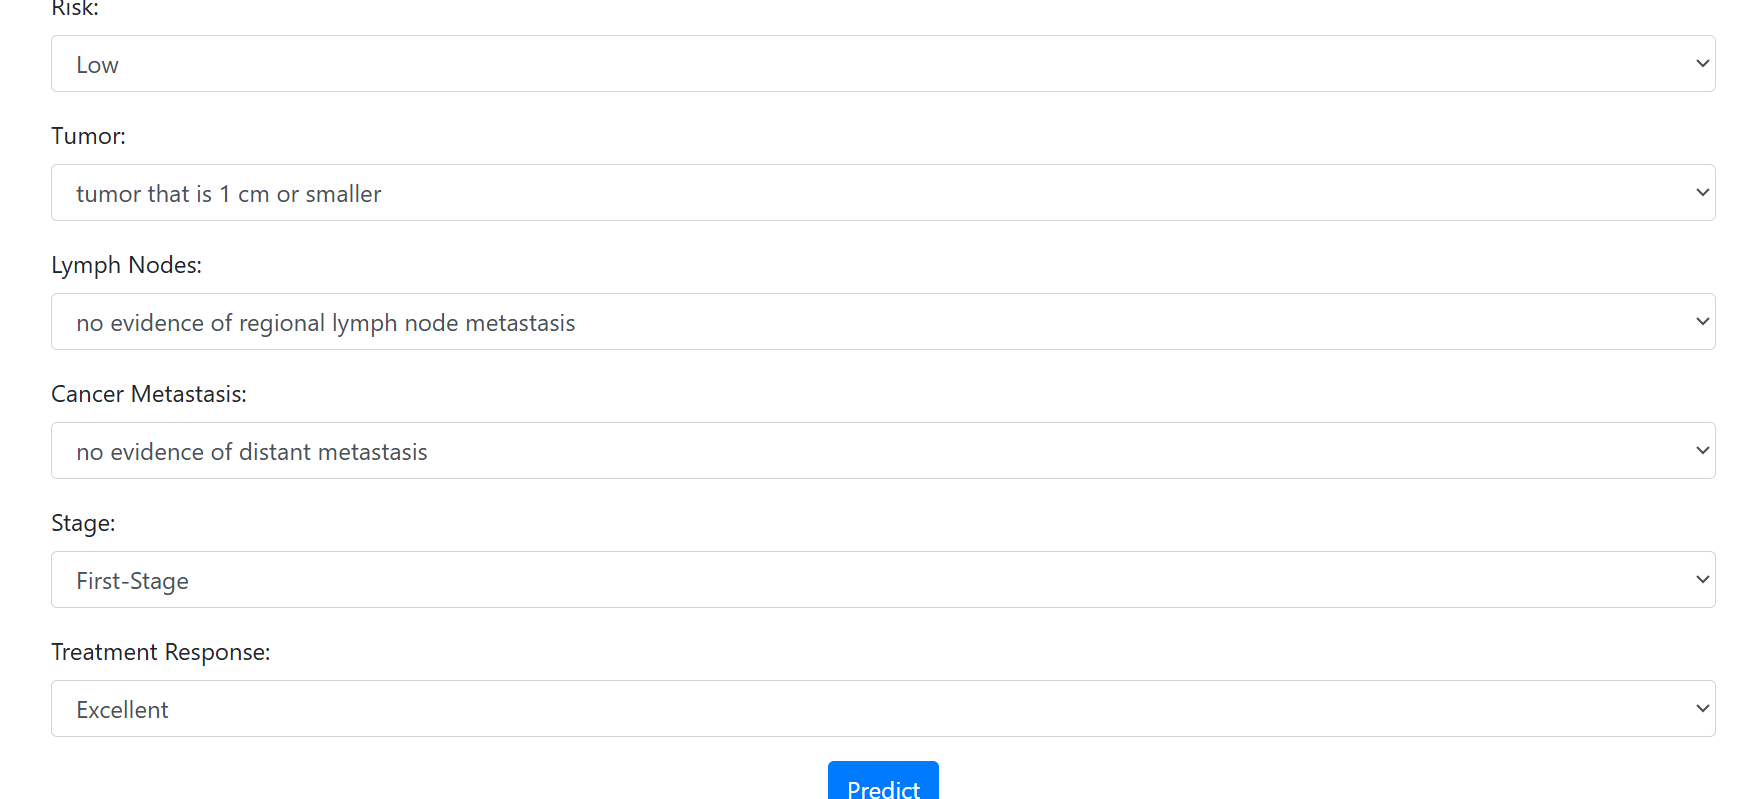 Risk:
Low
Tumor:
tumor that is 1 cm or smaller
Lymph Nodes:
no evidence of regional lymph node metastasis
Cancer Metastasis:
no evidence of distant metastasis
Stage:
First-Stage
Treatment Response:
Excellent
Predict